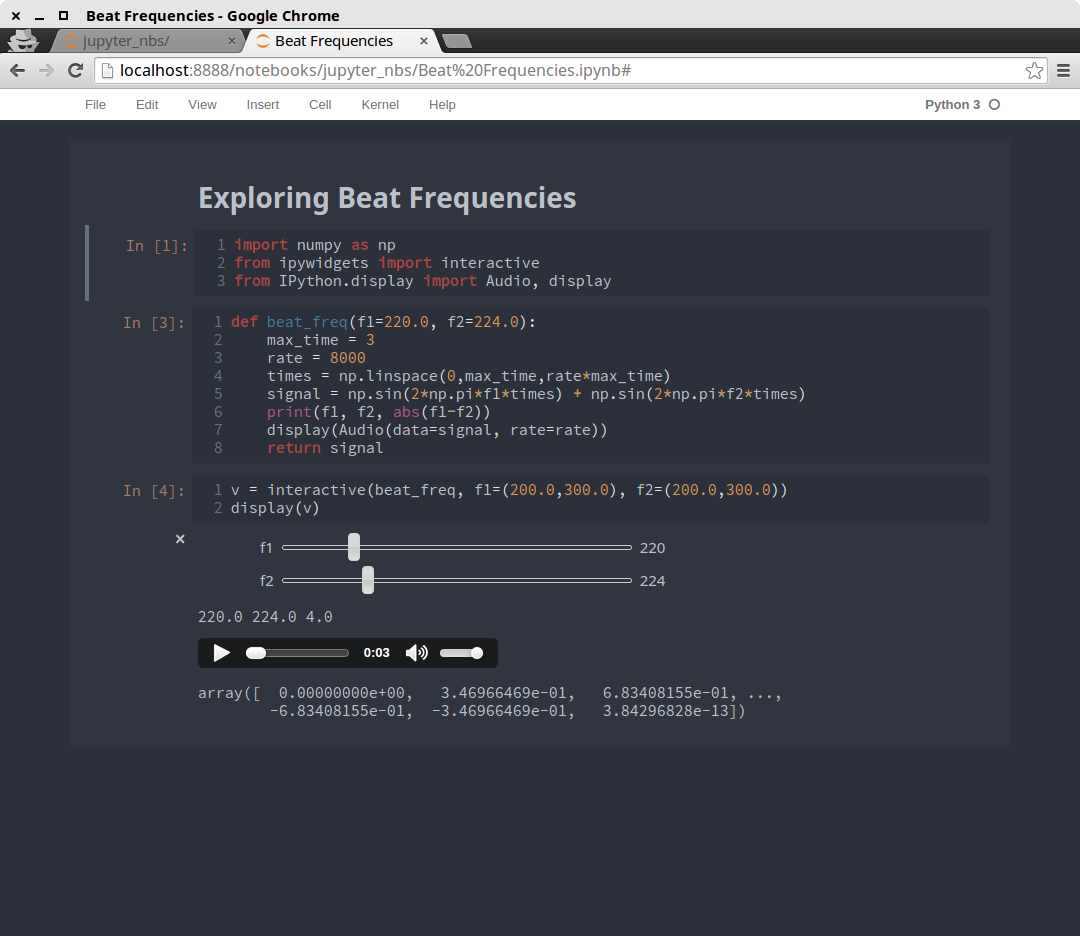 Beat Frequencies - Google Chrome
jupyter_nbs/
Beat Frequencies
localhost:8888/notebooks/jupyter_nbs/Beat%20Frequencies.ipynb#
File Edit View Insert Cell Kernel Help Python 3
Exploring Beat Frequencies
In [1]:
1 import numpy as np
2 from ipywidgets import interactive
3 from IPython.display import Audio, display
In [3]:
1 def beat_freq(f1=220.0, f2=224.0):
2     max_time = 3
3     rate = 8000
4     times = np.linspace(0,max_time,rate*max_time)
5     signal = np.sin(2*np.pi*f1*times) + np.sin(2*np.pi*f2*times)
6     print(f1, f2, abs(f1-f2))
7     display(Audio(data=signal, rate=rate))
8     return signal
In [4]:
1 v = interactive(beat_freq, f1=(200.0,300.0), f2=(200.0,300.0))
2 display(v)
f1 220
f2 224
220.0 224.0 4.0
0:03
array([  0.00000000e+00,   3.46966469e-01,   6.83408155e-01, ...,
        -6.83408155e-01,  -3.46966469e-01,   3.84296828e-13])